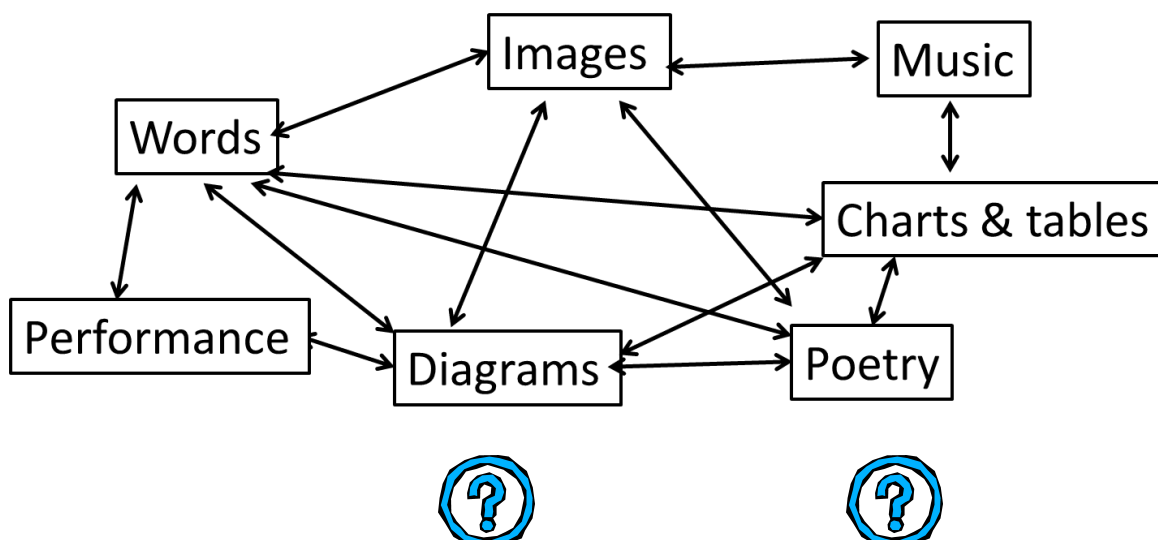 Images
Music
Words
Charts & tables
Performance
Diagrams
Poetry
?
?